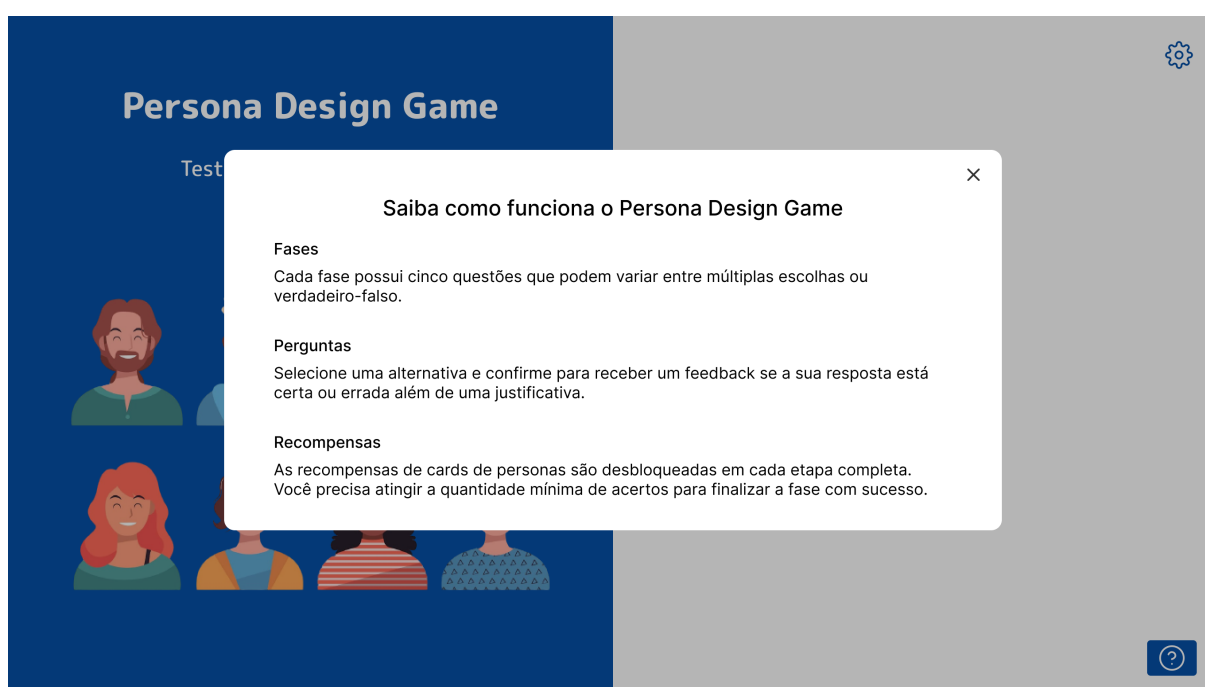 Persona Design Game
Test
Saiba como funciona o Persona Design Game
Fases
Cada fase possui cinco questões que podem variar entre múltiplas escolhas ou
verdadeiro-falso.
Perguntas
Selecione uma alternativa e confirme para receber um feedback se a sua resposta está
certa ou errada além de uma justificativa.
Recompensas
As recompensas de cards de personas são desbloqueadas em cada etapa completa.
Você precisa atingir a quantidade mínima de acertos para finalizar a fase com sucesso.
?